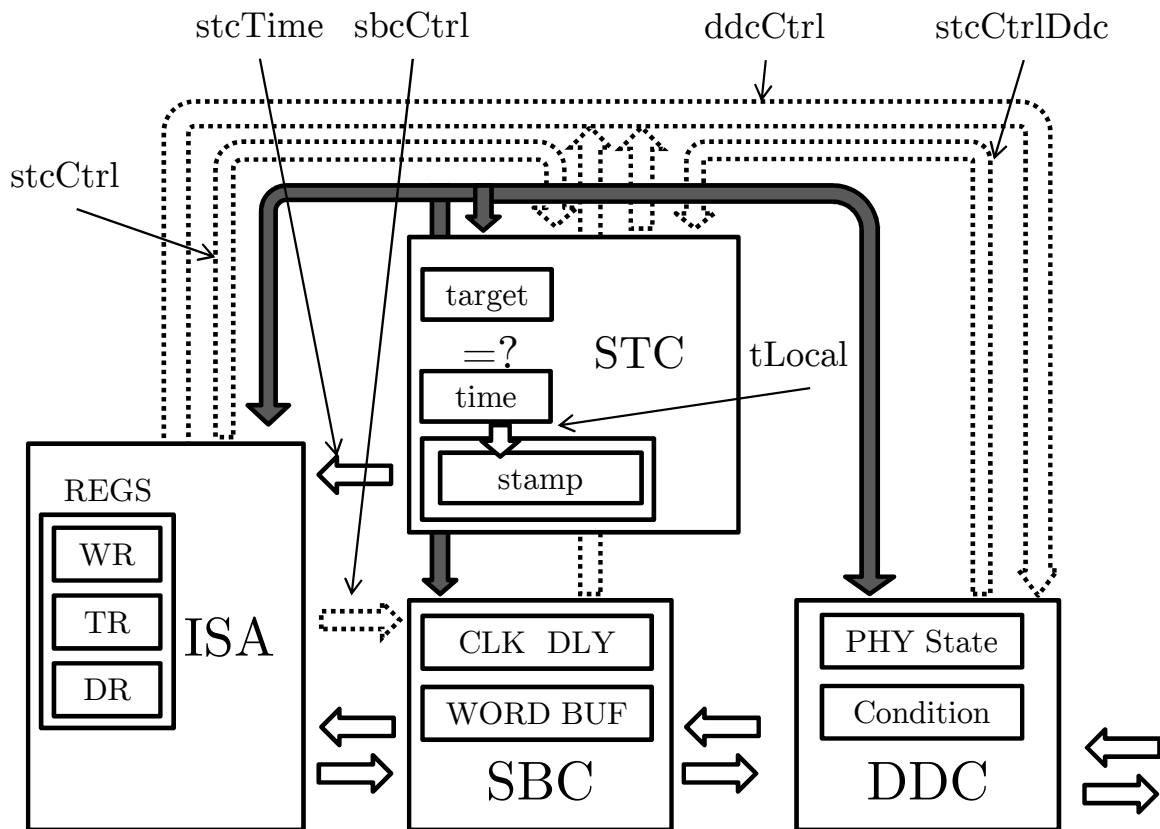 stcTime
sbcCtrl
ddcCtrl
stcCtrlDdc
stcCtrl
target
=?
STC
tLocal
time
stamp
REGS
WR
TR
DR
ISA
CLK DLY
WORD BUF
SBC
PHY State
Condition
DDC